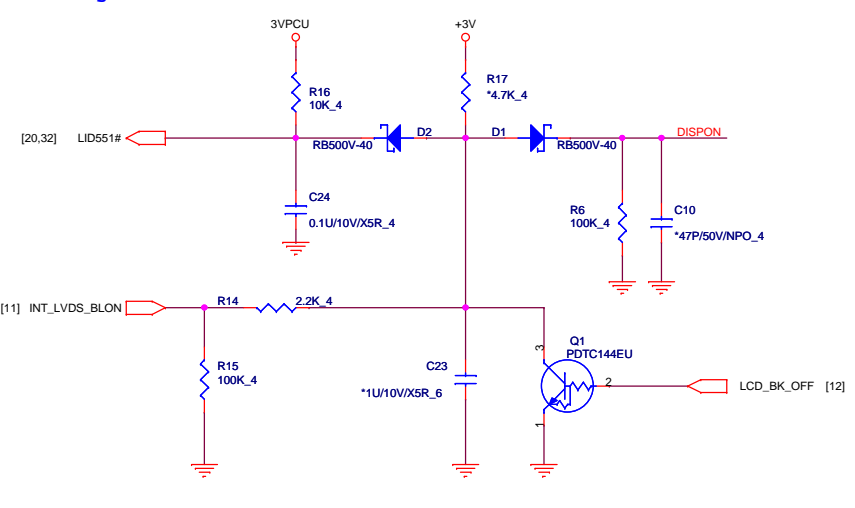 3VPCU
+3V
R16
10K_4
R17
*4.7K_4
[20,32]
LID551#
RB500V-40
D2
D1
RB500V-40
DISPON
C24
0.1U/10V/X5R_4
R6
100K_4
C10
*47P/50V/NPO_4
[11]
INT_LVDS_BLON
R14
2.2K_4
R15
100K_4
C23
*1U/10V/X5R_6
3
Q1
PDTC144EU
2
1
LCD_BK_OFF
[12]